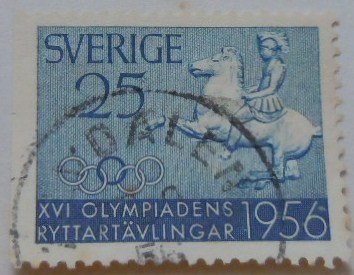 SVERIGE
25
XVI OLYMPIADENS
RYTTARTÄVLINGAR 1956